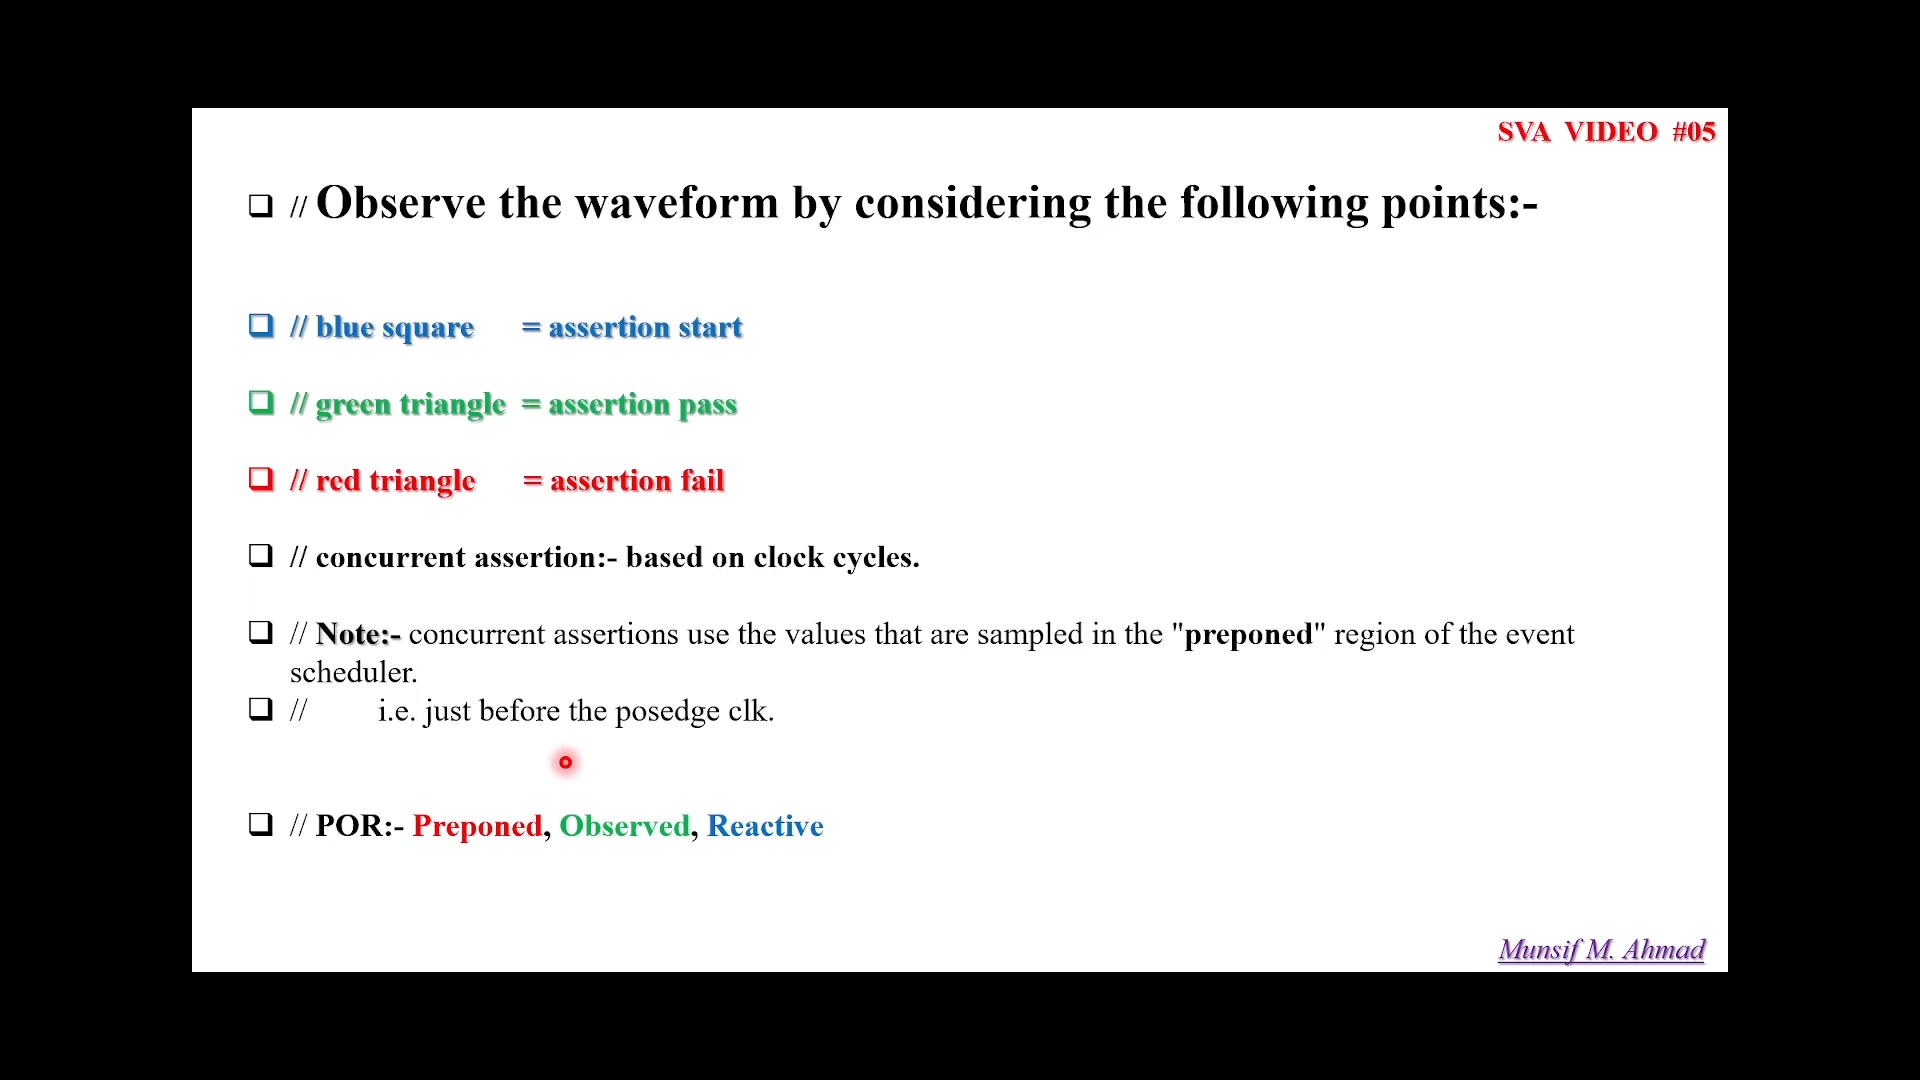 SVA VIDEO #05
// Observe the waveform by considering the following points:-
// blue square = assertion start
// green triangle = assertion pass
// red triangle = assertion fail
// concurrent assertion:- based on clock cycles.
// Note:- concurrent assertions use the values that are sampled in the "preponed" region of the event
scheduler.
// i.e. just before the posedge clk.
// POR:- Preponed, Observed, Reactive
Munsif M. Ahmad